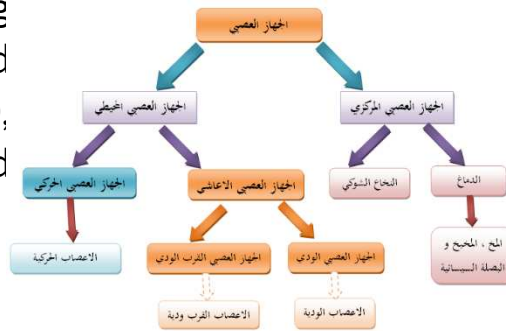 الجهاز العصبي
الجهاز العصبي المركزي
الجهاز العصبي المحيطي
الدماغ
النخاع الشوكي
الجهاز العصبي الاعاشي
الجهاز العصبي الحركي
المخ ، المخيخ و
البصلة السيسائية
الجهاز العصبي الودي
الجهاز العصبي القرب الودي
الاعصاب الحركية
الاعصاب الودية
الاعصاب القرب ودية